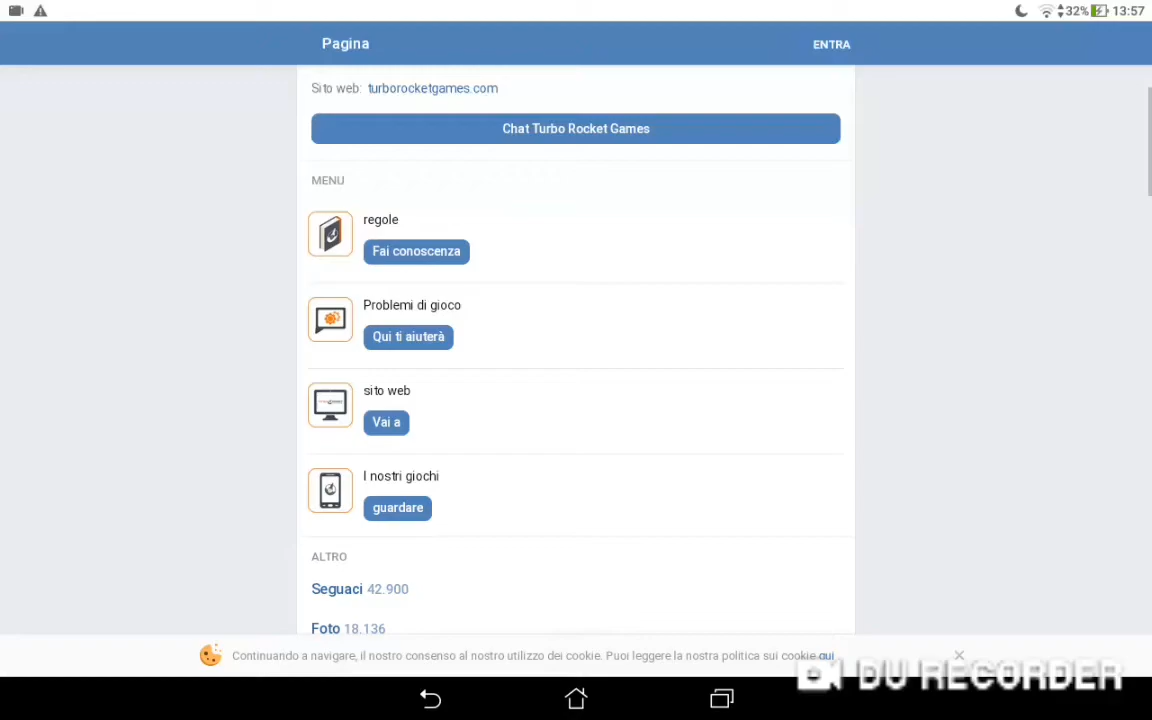 32% 13:57
Pagina
ENTRA
Sito web: turborocketgames.com
Chat Turbo Rocket Games
MENU
regole
Fai conoscenza
Problemi di gioco
Qui ti aiuterà
sito web
Vai a
I nostri giochi
guardare
ALTRO
Seguaci 42.900
Foto 18.136
Continuando a navigare, il nostro consenso al nostro utilizzo dei cookie. Puoi leggere la nostra politica sui cookie qui
DU RECORDER